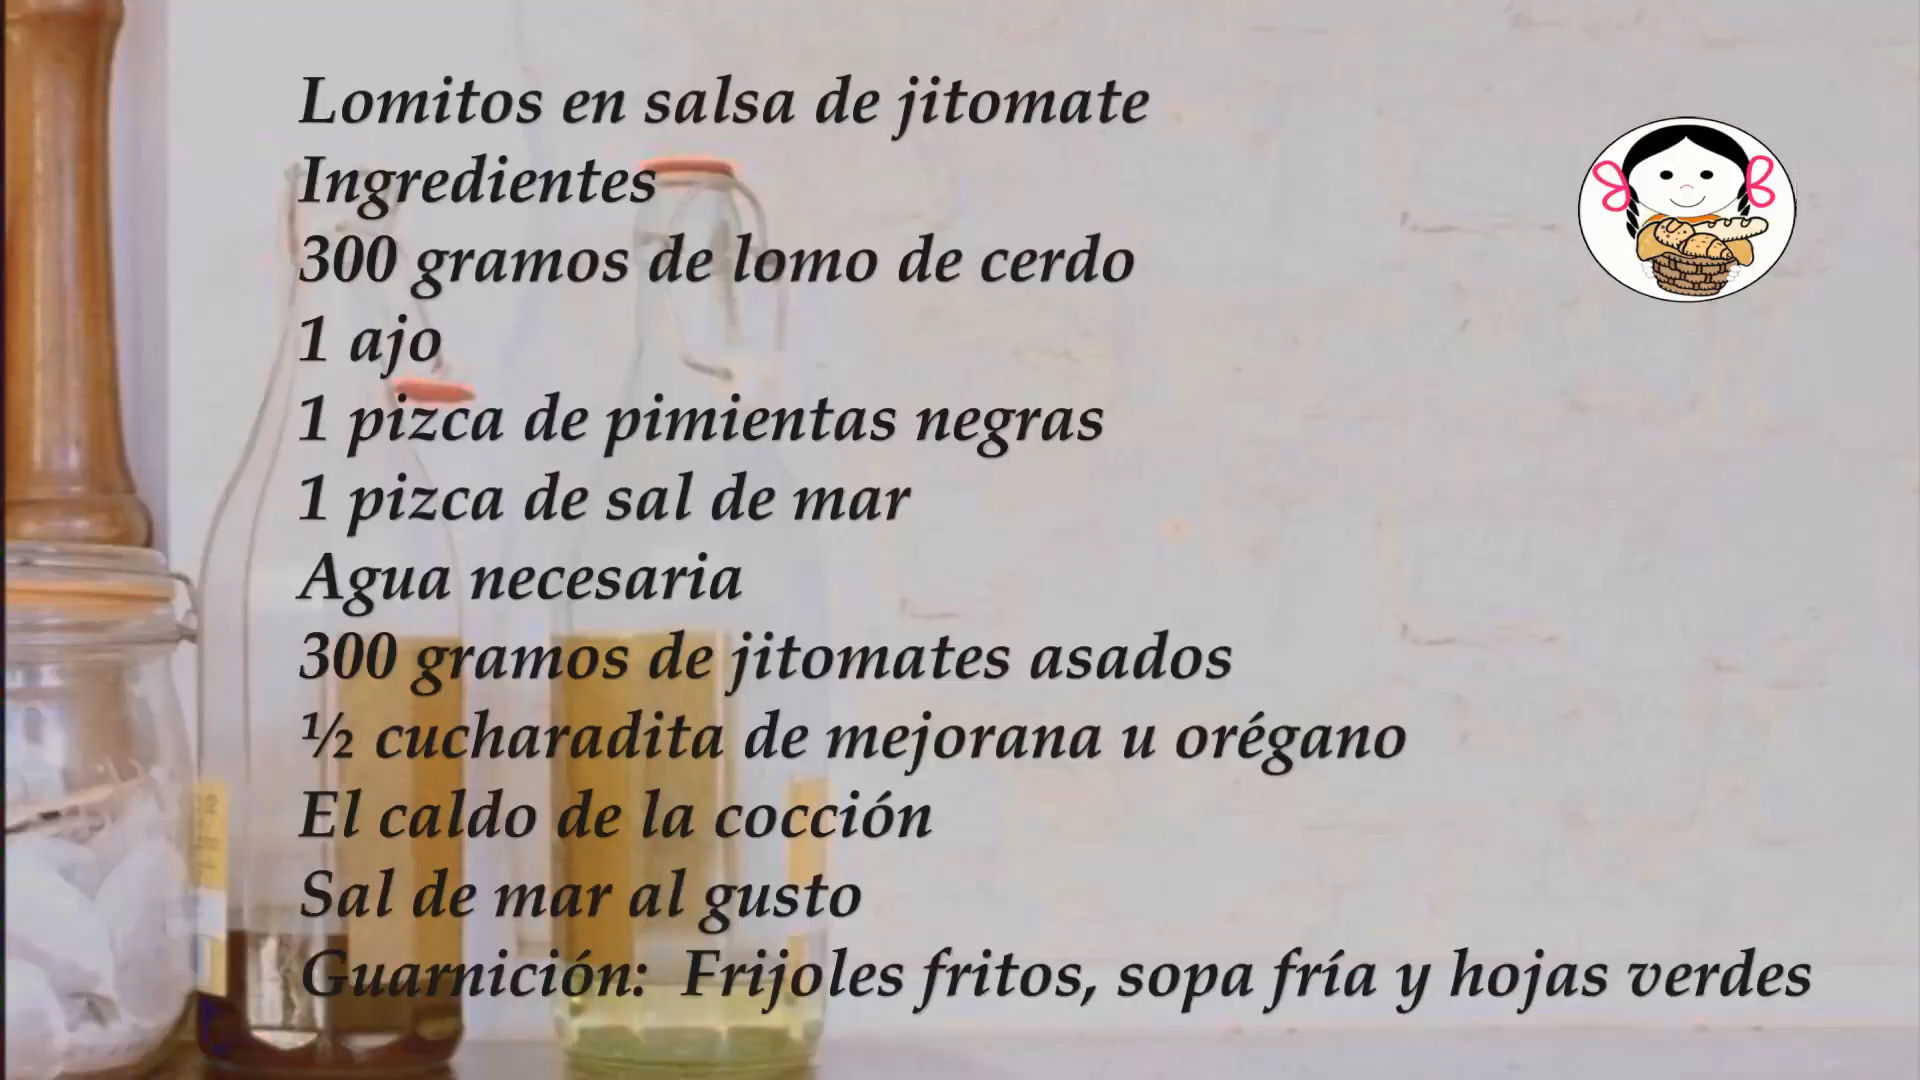 Lomitos en salsa de jitomate
Ingredientes
300 gramos de lomo de cerdo
1 ajo
1 pizca de pimientas negras
1 pizca de sal de mar
Agua necesaria
300 gramos de jitomates asados
½ cucharadita de mejorana u orégano
El caldo de la cocción
Sal de mar al gusto
Guarnición:  Frijoles fritos, sopa fría y hojas verdes